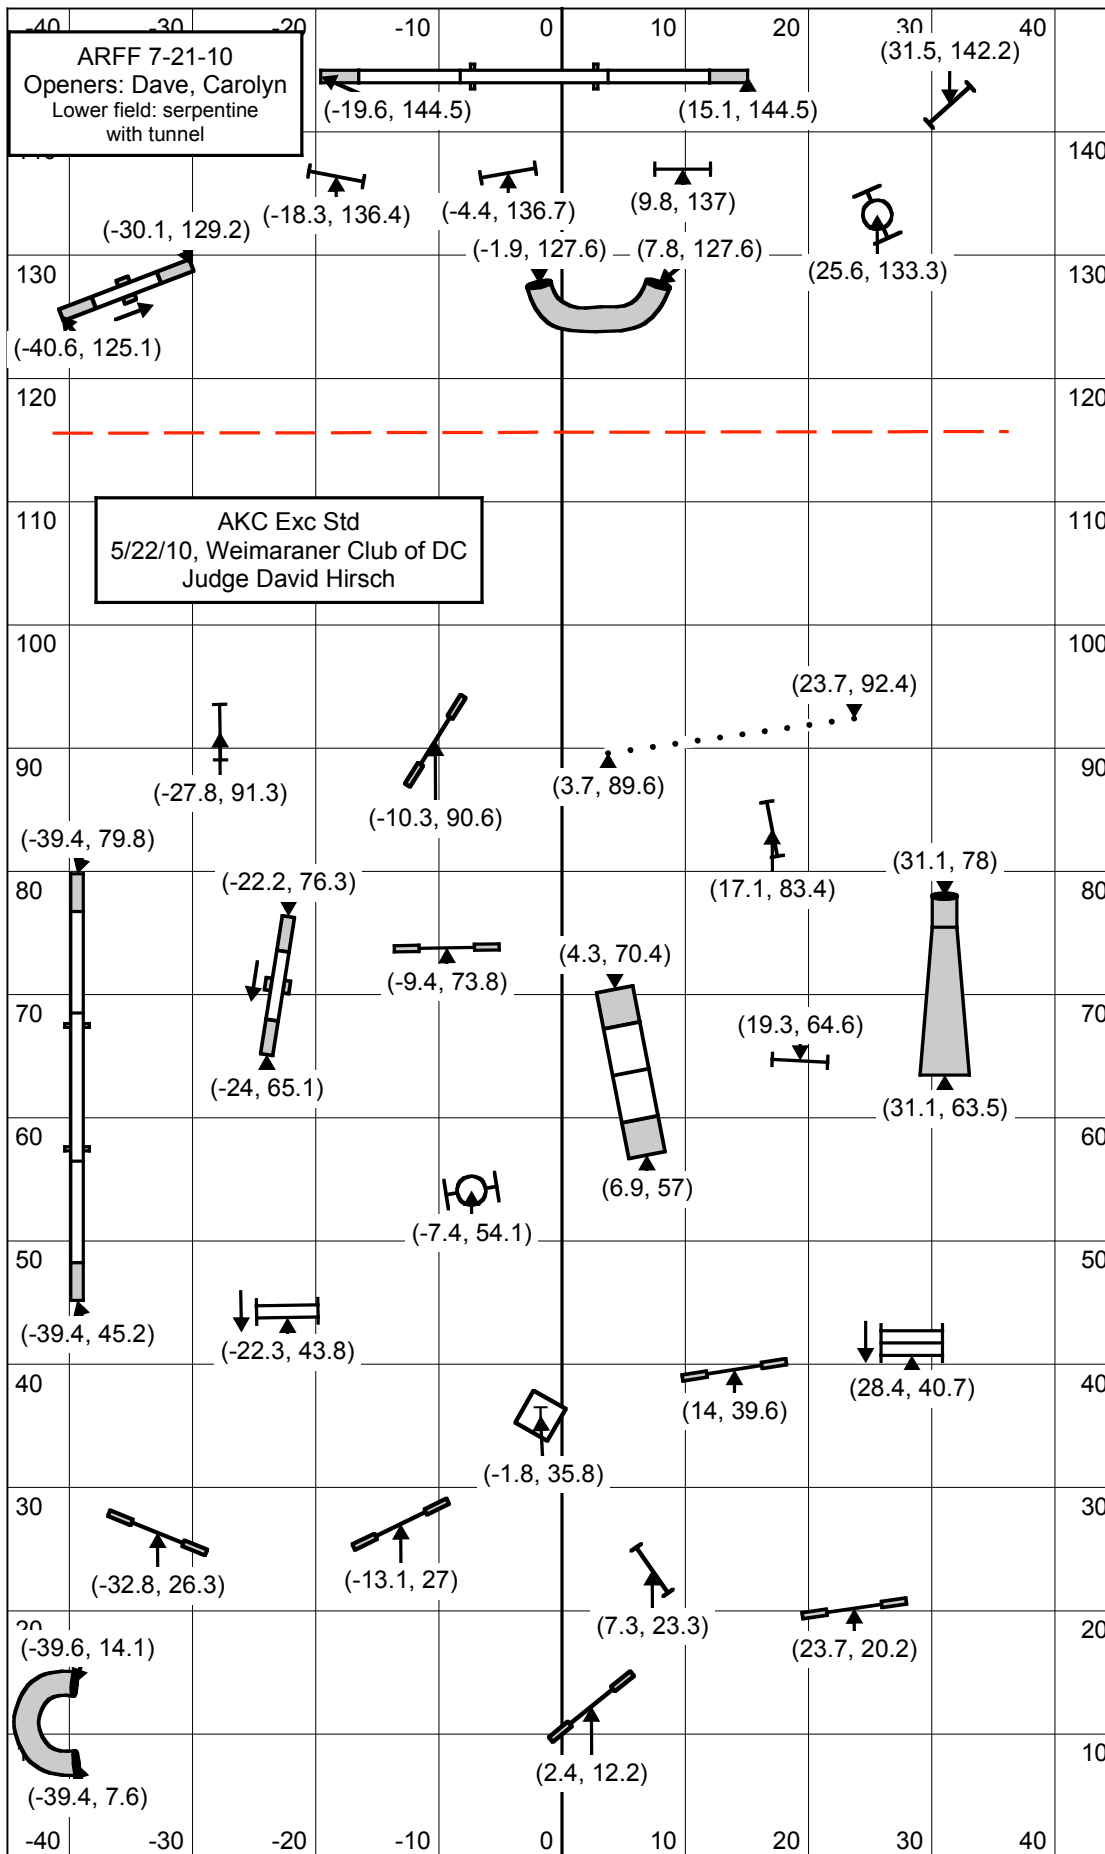 -40 -30 -20 -10 0 10 20 30 40
ARFF 7-21-10
Openers: Dave, Carolyn
Lower field: serpentine
with tunnel
(31.5, 142.2)
(-19.6, 144.5) (15.1, 144.5)
140 140
(-18.3, 136.4) (-4.4, 136.7) (9.8, 137)
(-30.1, 129.2) (-1.9, 127.6) (7.8, 127.6)
130 (25.6, 133.3) 130
(-40.6, 125.1)
120 120
110 110
AKC Exc Std
5/22/10, Weimaraner Club of DC
Judge David Hirsch
100 100
(23.7, 92.4)
90 90
(-27.8, 91.3) (3.7, 89.6)
(-10.3, 90.6)
(-39.4, 79.8)
80 (-22.2, 76.3) (17.1, 83.4) (31.1, 78) 80
(-9.4, 73.8) (4.3, 70.4)
70 70
(19.3, 64.6)
(-24, 65.1)
(31.1, 63.5)
60 60
(6.9, 57)
(-7.4, 54.1)
50 50
(-39.4, 45.2) (-22.3, 43.8)
40 (28.4, 40.7) 40
(14, 39.6)
(-1.8, 35.8)
30 30
(-32.8, 26.3) (-13.1, 27)
(7.3, 23.3)
20 20
(-39.6, 14.1) (23.7, 20.2)
10
(2.4, 12.2)
(-39.4, 7.6)
-40 -30 -20 -10 0 10 20 30 40